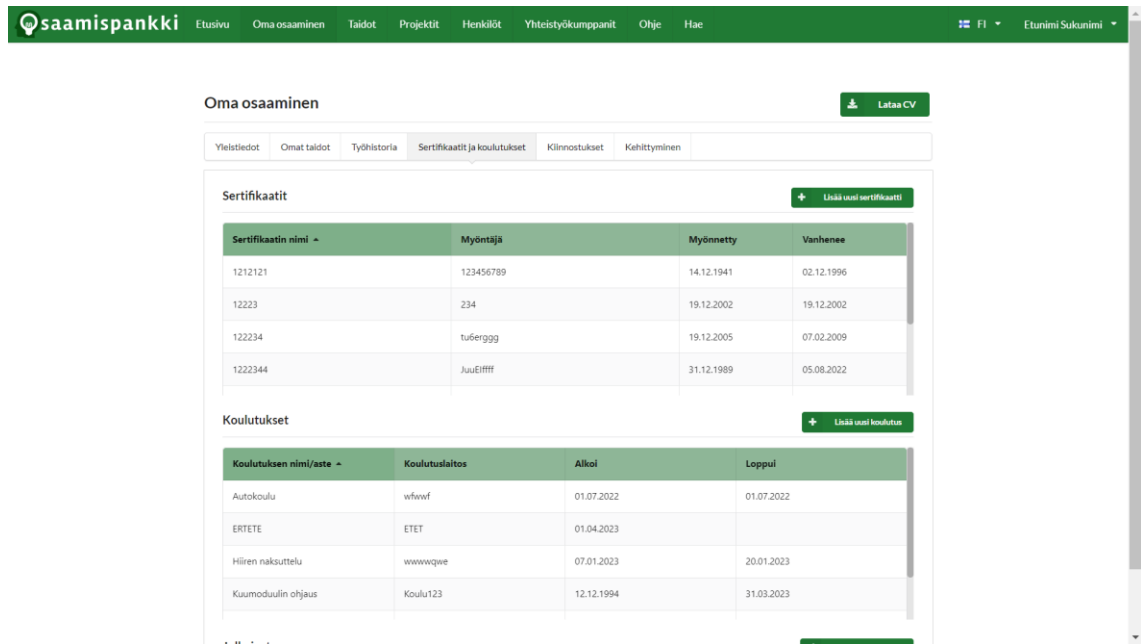 Osaamispankki Etusivu Oma osaaminen Taidot Projektit Henkilöt Yhteistyökumppanit Ohje Hae FI Etunimi Sukunimi
Oma osaaminen Lataa CV
Yleistiedot Omat taidot Työhistoria Sertifikaatit ja koulutukset Kiinnostukset Kehittyminen
Sertifikaatit Lisää uusi sertifikaatti
Sertifikaatin nimi Myöntäjä Myönnetty Vanhenee
1212121 123456789 14.12.1941 02.12.1996
12223 234 19.12.2002 19.12.2002
122234 tu6erggg 19.12.2005 07.02.2009
1222344 31.12.1989 05.08.2022
Koulutukset Lisää uusi koulutus
Koulutuksen nimi/aste Koulutuslaitos Alkoi Loppui
Autokoulu wfwwf 01.07.2022 01.07.2022
ERTETE ETET 01.04.2023
Hiiren naksuttelu wwwwqwe 07.01.2023 20.01.2023
Kuumoduulin ohjaus Koulu123 12.12.1994 31.03.2023